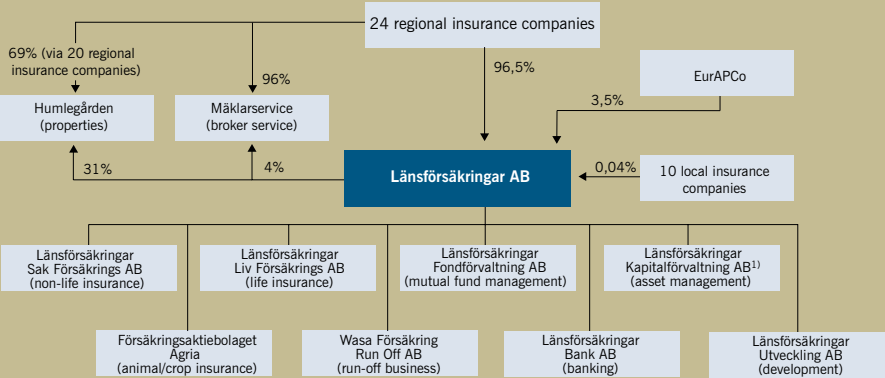 24 regional insurance companies
69% (via 20 regional
insurance companies)
96%
96,5%
EurAPCo
3,5%
Humlegården
(properties)
Mäklarservice
(broker service)
31%
4%
Länsförsäkringar AB
0,04%
10 local insurance
companies
Länsförsäkringar
Sak Försäkrings AB
(non-life insurance)
Länsförsäkringar
Liv Försäkrings AB
(life insurance)
Länsförsäkringar
Fondförvaltning AB
(mutual fund management)
Länsförsäkringar
Kapitalförvaltning AB1)
(asset management)
Försäkringsaktiebolaget
Agria
(animal/crop insurance)
Wasa Försäkring
Run Off AB
(run-off business)
Länsförsäkringar
Bank AB
(banking)
Länsförsäkringar
Utveckling AB
(development)